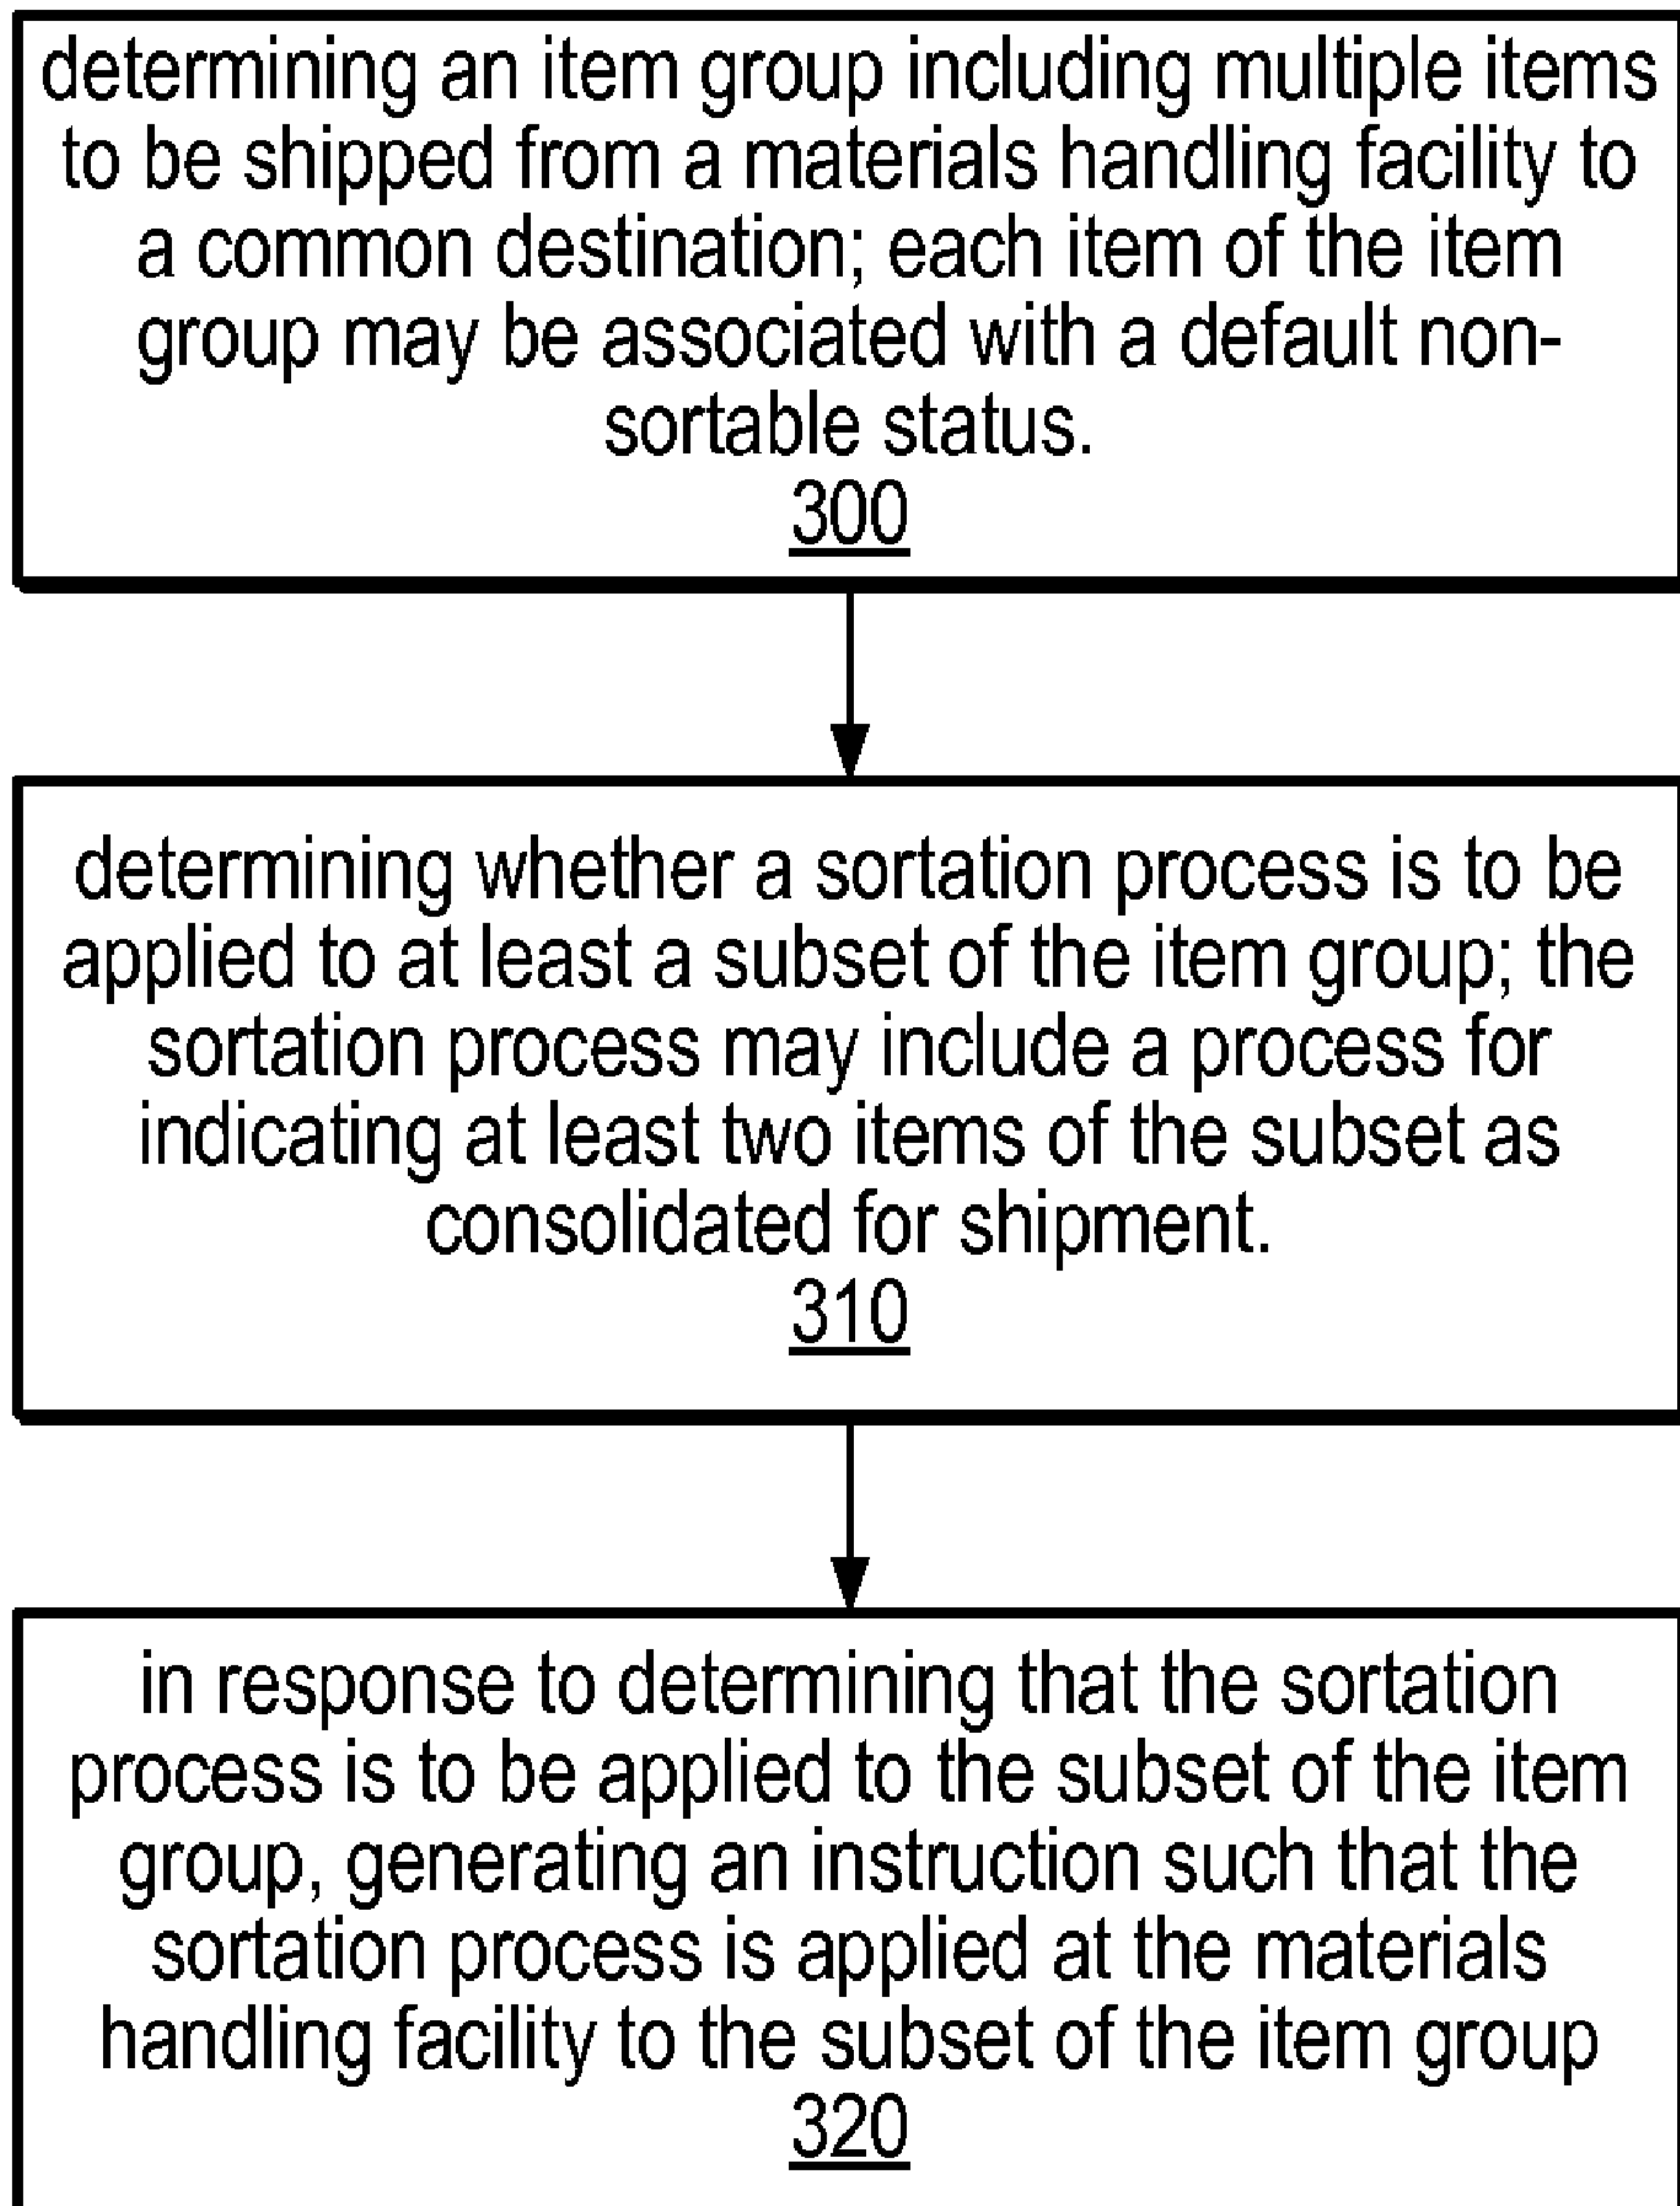 determining an item group including multiple items
to be shipped from a materials handling facility to
a common destination; each item of the item
group may be associated with a default non-
sortable status.
300
determining whether a sortation process is to be
applied to at least a subset of the item group; the
sortation process may include a process for
indicating at least two items of the subset as
consolidated for shipment.
310
in response to determining that the sortation
process is to be applied to the subset of the item
group, generating an instruction such that the
sortation process is applied at the materials
handling facility to the subset of the item group
320